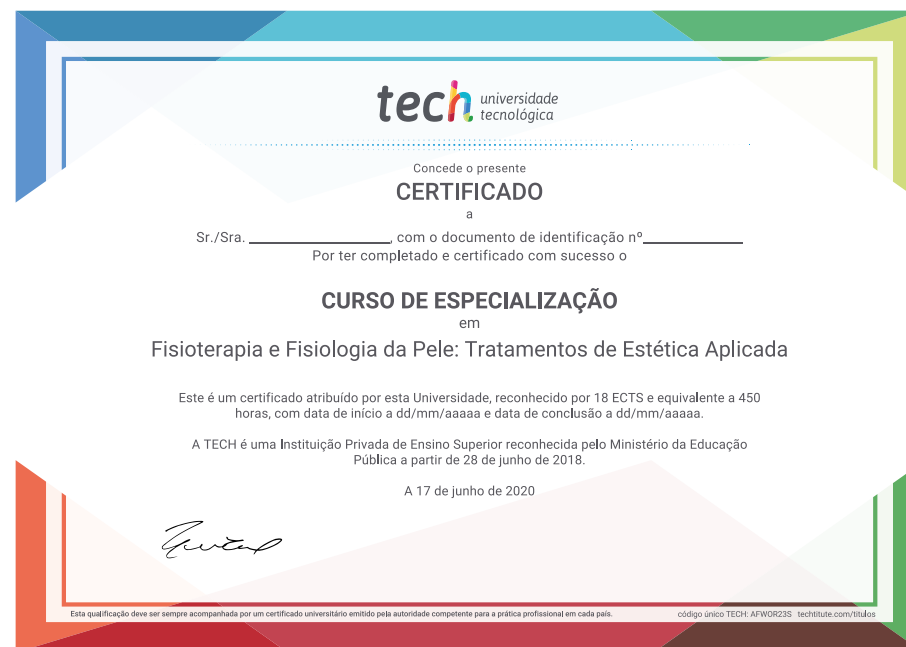 tech universidade
tecnológica
Concede o presente
CERTIFICADO
a
Sr./Sra. ____________________, com o documento de identificação nº______________
Por ter completado e certificado com sucesso o
CURSO DE ESPECIALIZAÇÃO
em
Fisioterapia e Fisiologia da Pele: Tratamentos de Estética Aplicada
Este é um certificado atribuído por esta Universidade, reconhecido por 18 ECTS e equivalente a 450
horas, com data de início a dd/mm/aaaaa e data de conclusão a dd/mm/aaaaa.
A TECH é uma Instituição Privada de Ensino Superior reconhecida pelo Ministério da Educação
Pública a partir de 28 de junho de 2018.
A 17 de junho de 2020
Esta qualificação deve ser sempre acompanhada por um certificado universitário emitido pela autoridade competente para a prática profissional em cada país.
código único TECH: AFWOR23S techtitute.com/titulos